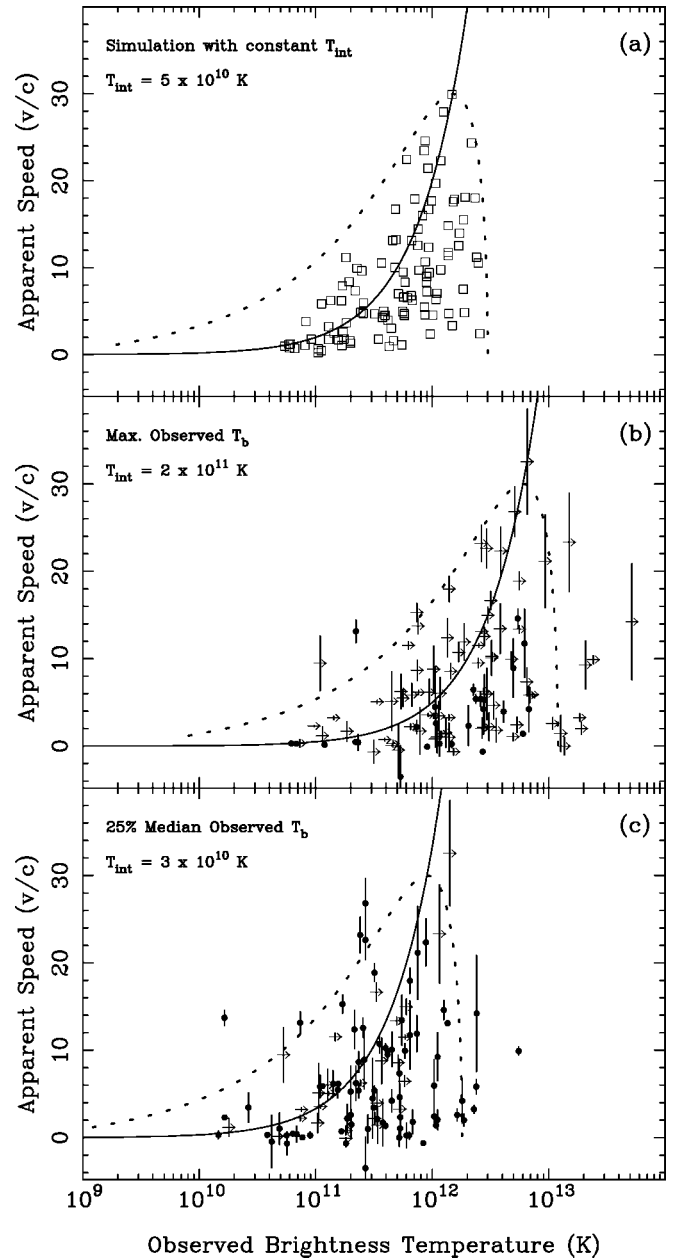 Simulation with constant T_int
(a)
T_int = 5 x 10^10 K
30
20
10
0
Apparent Speed (v/c)
Max. Observed T_b
(b)
T_int = 2 x 10^11 K
30
20
10
0
Apparent Speed (v/c)
25% Median Observed T_b
(c)
T_int = 3 x 10^10 K
30
20
10
0
Apparent Speed (v/c)
10^9 10^10 10^11 10^12 10^13
Observed Brightness Temperature (K)